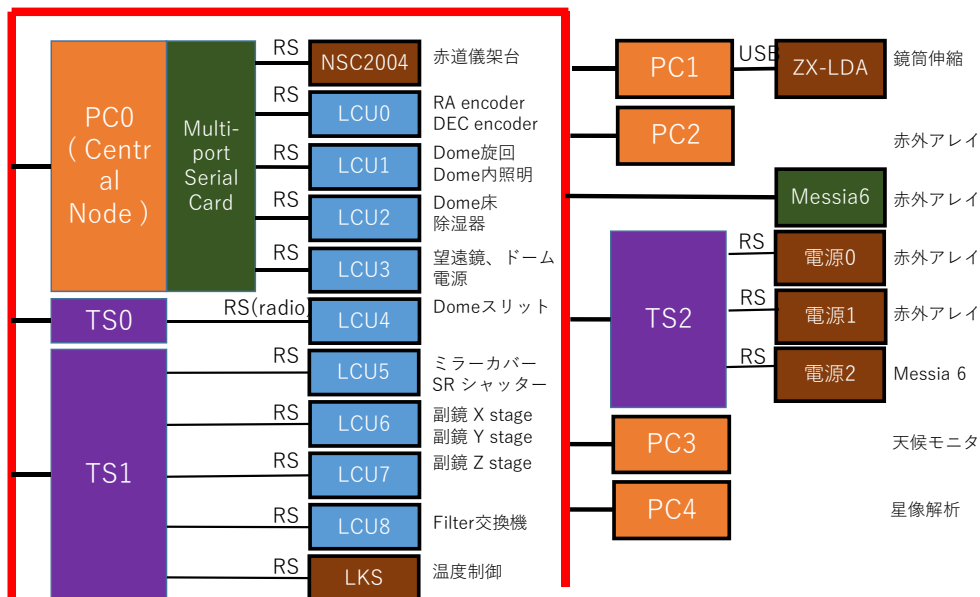 PC0
( Centr
al
Node )
Multi-
port
Serial
Card
RS
NSC2004
赤道儀架台
RS
LCU0
RA encoder
DEC encoder
RS
LCU1
Dome旋回
Dome内照明
RS
LCU2
Dome床
除湿器
RS
LCU3
望遠鏡、ドーム
電源
TS0
RS(radio)
LCU4
Domeスリット
TS1
RS
LCU5
ミラーカバー
SR シャッター
RS
LCU6
副鏡 X stage
副鏡 Y stage
RS
LCU7
副鏡 Z stage
RS
LCU8
Filter交換機
RS
LKS
温度制御
PC1
USB
ZX-LDA
鏡筒伸縮
PC2
赤外アレイ
Messia6
赤外アレイ
TS2
RS
電源0
赤外アレイ
RS
電源1
赤外アレイ
RS
電源2
Messia 6
PC3
天候モニタ
PC4
星像解析